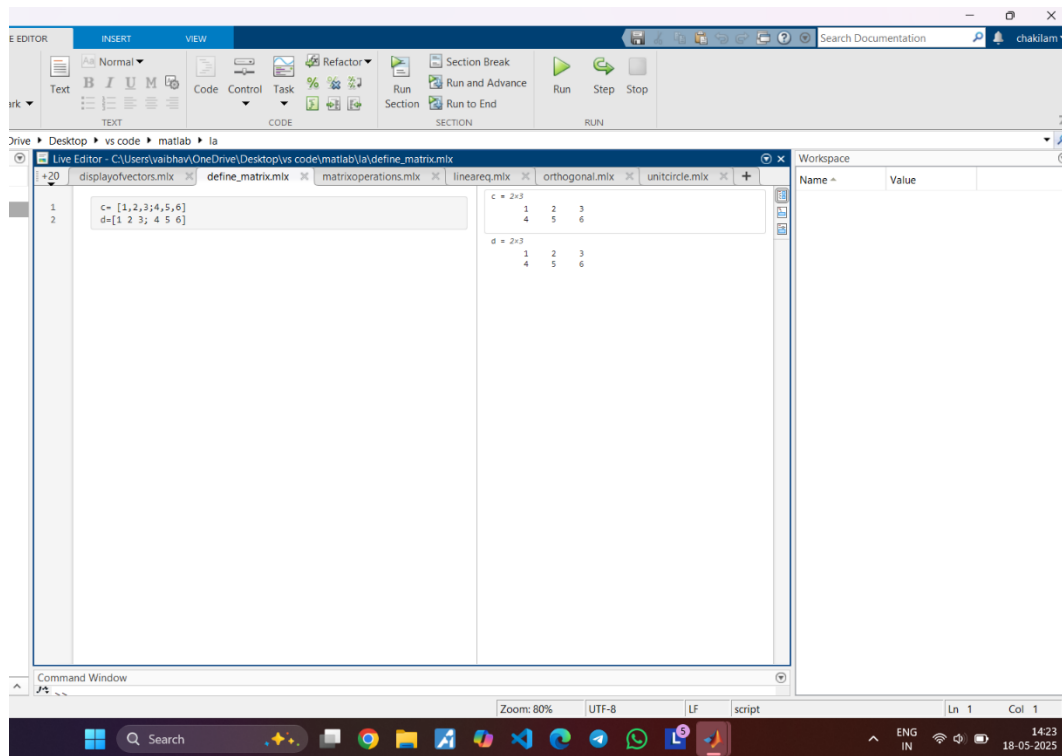 E EDITOR INSERT VIEW Search Documentation chakilam
Normal Refactor Section Break
Text B I U M Code Control Task Run Section Run and Advance Run Step Stop
ark Run to End
TEXT CODE SECTION RUN
Drive Desktop vs code matlab la
Live Editor - C:\Users\vaibhav\OneDrive\Desktop\vs code\matlab\la\define_matrix.mlx Workspace
+20 displayofvectors.mlx define_matrix.mlx matrixoperations.mlx lineareq.mlx orthogonal.mlx unitcircle.mlx + Name Value
1 c= [1,2,3;4,5,6]
2 d=[1 2 3; 4 5 6]
c = 2×3
1 2 3
4 5 6
d = 2×3
1 2 3
4 5 6
Command Window
fx >>
Zoom: 80% UTF-8 LF script Ln 1 Col 1
Search 5 ENG 14:23
IN 18-05-2025